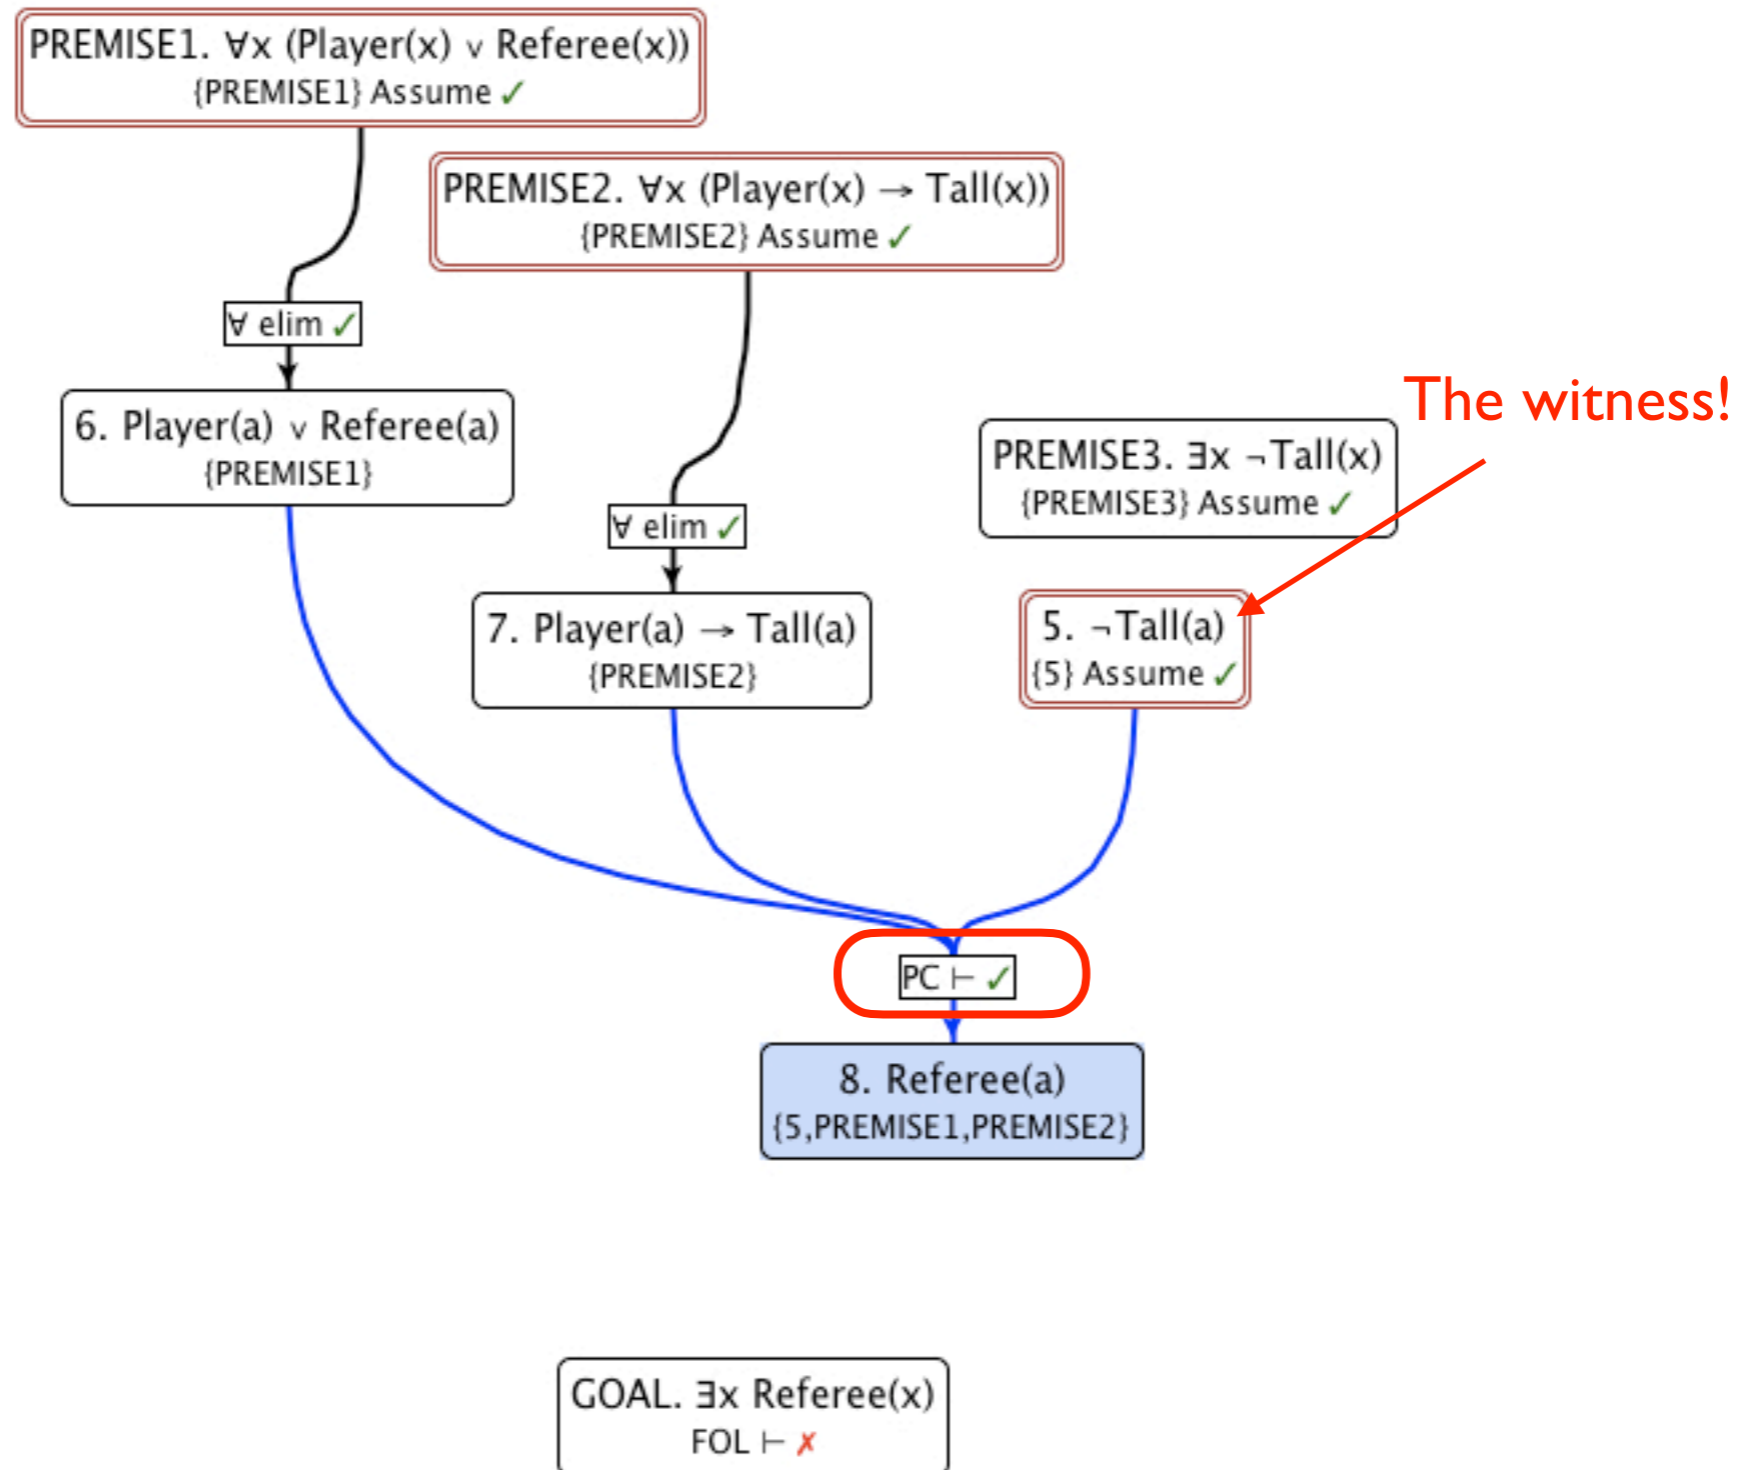 PREMISE1. ∀x (Player(x) ∨ Referee(x))
{PREMISE1} Assume ✓
PREMISE2. ∀x (Player(x) → Tall(x))
{PREMISE2} Assume ✓
∀ elim ✓
The witness!
6. Player(a) ∨ Referee(a)
{PREMISE1}
PREMISE3. ∃x ¬Tall(x)
{PREMISE3} Assume ✓
∀ elim ✓
7. Player(a) → Tall(a)
{PREMISE2}
5. ¬Tall(a)
{5} Assume ✓
PC ⊢ ✓
8. Referee(a)
{5,PREMISE1,PREMISE2}
GOAL. ∃x Referee(x)
FOL ⊢ ✗